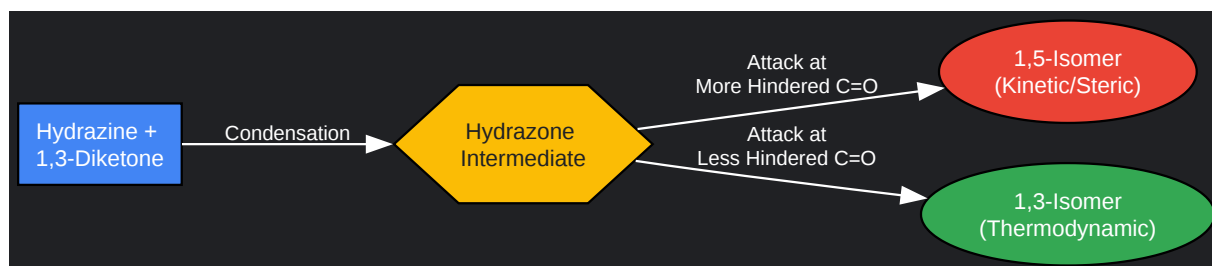 Hydrazine +
1,3-Diketone
Condensation
Hydrazone
Intermediate
Attack at
More Hindered C=O
Attack at
Less Hindered C=O
1,5-Isomer
(Kinetic/Steric)
1,3-Isomer
(Thermodynamic)